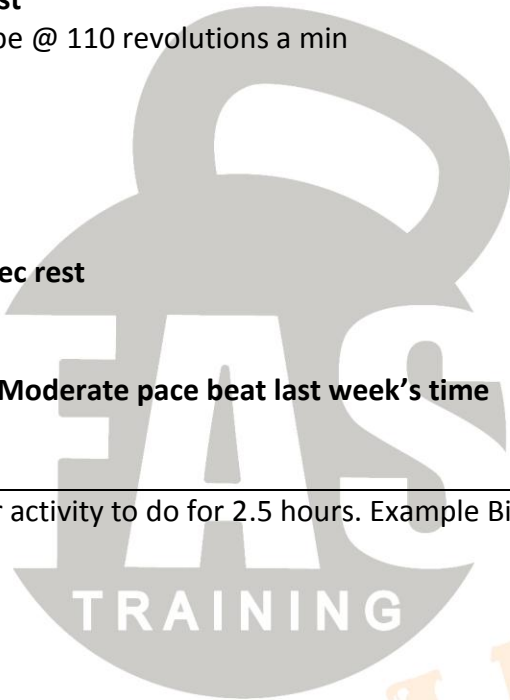 st
pe @ 110 revolutions a min
ec rest
Moderate pace beat last week’s time
r activity to do for 2.5 hours. Example Bi
FAS
TRAINING